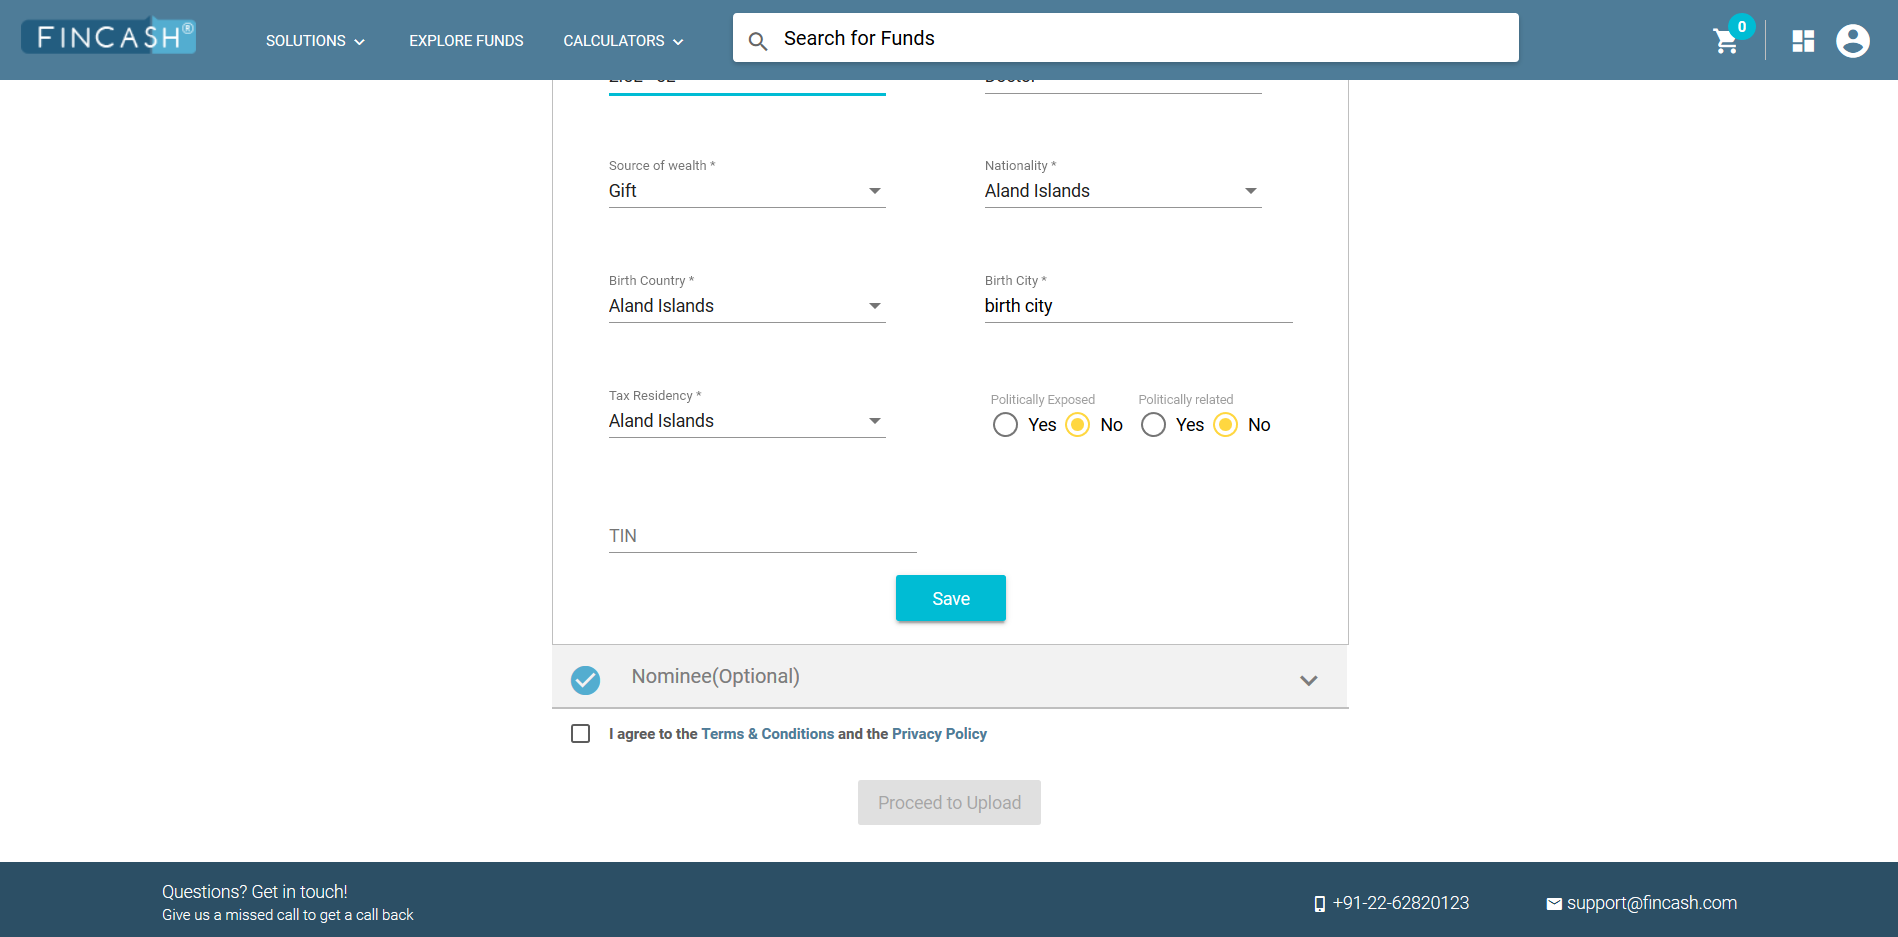 FINCASH®
SOLUTIONS EXPLORE FUNDS CALCULATORS Search for Funds 0
Source of wealth * Nationality *
Gift Aland Islands
Birth Country * Birth City *
Aland Islands birth city
Tax Residency * Politically Exposed Politically related
Aland Islands Yes No Yes No
TIN
Save
Nominee(Optional)
I agree to the Terms & Conditions and the Privacy Policy
Proceed to Upload
Questions? Get in touch!
Give us a missed call to get a call back
+91-22-62820123 support@fincash.com